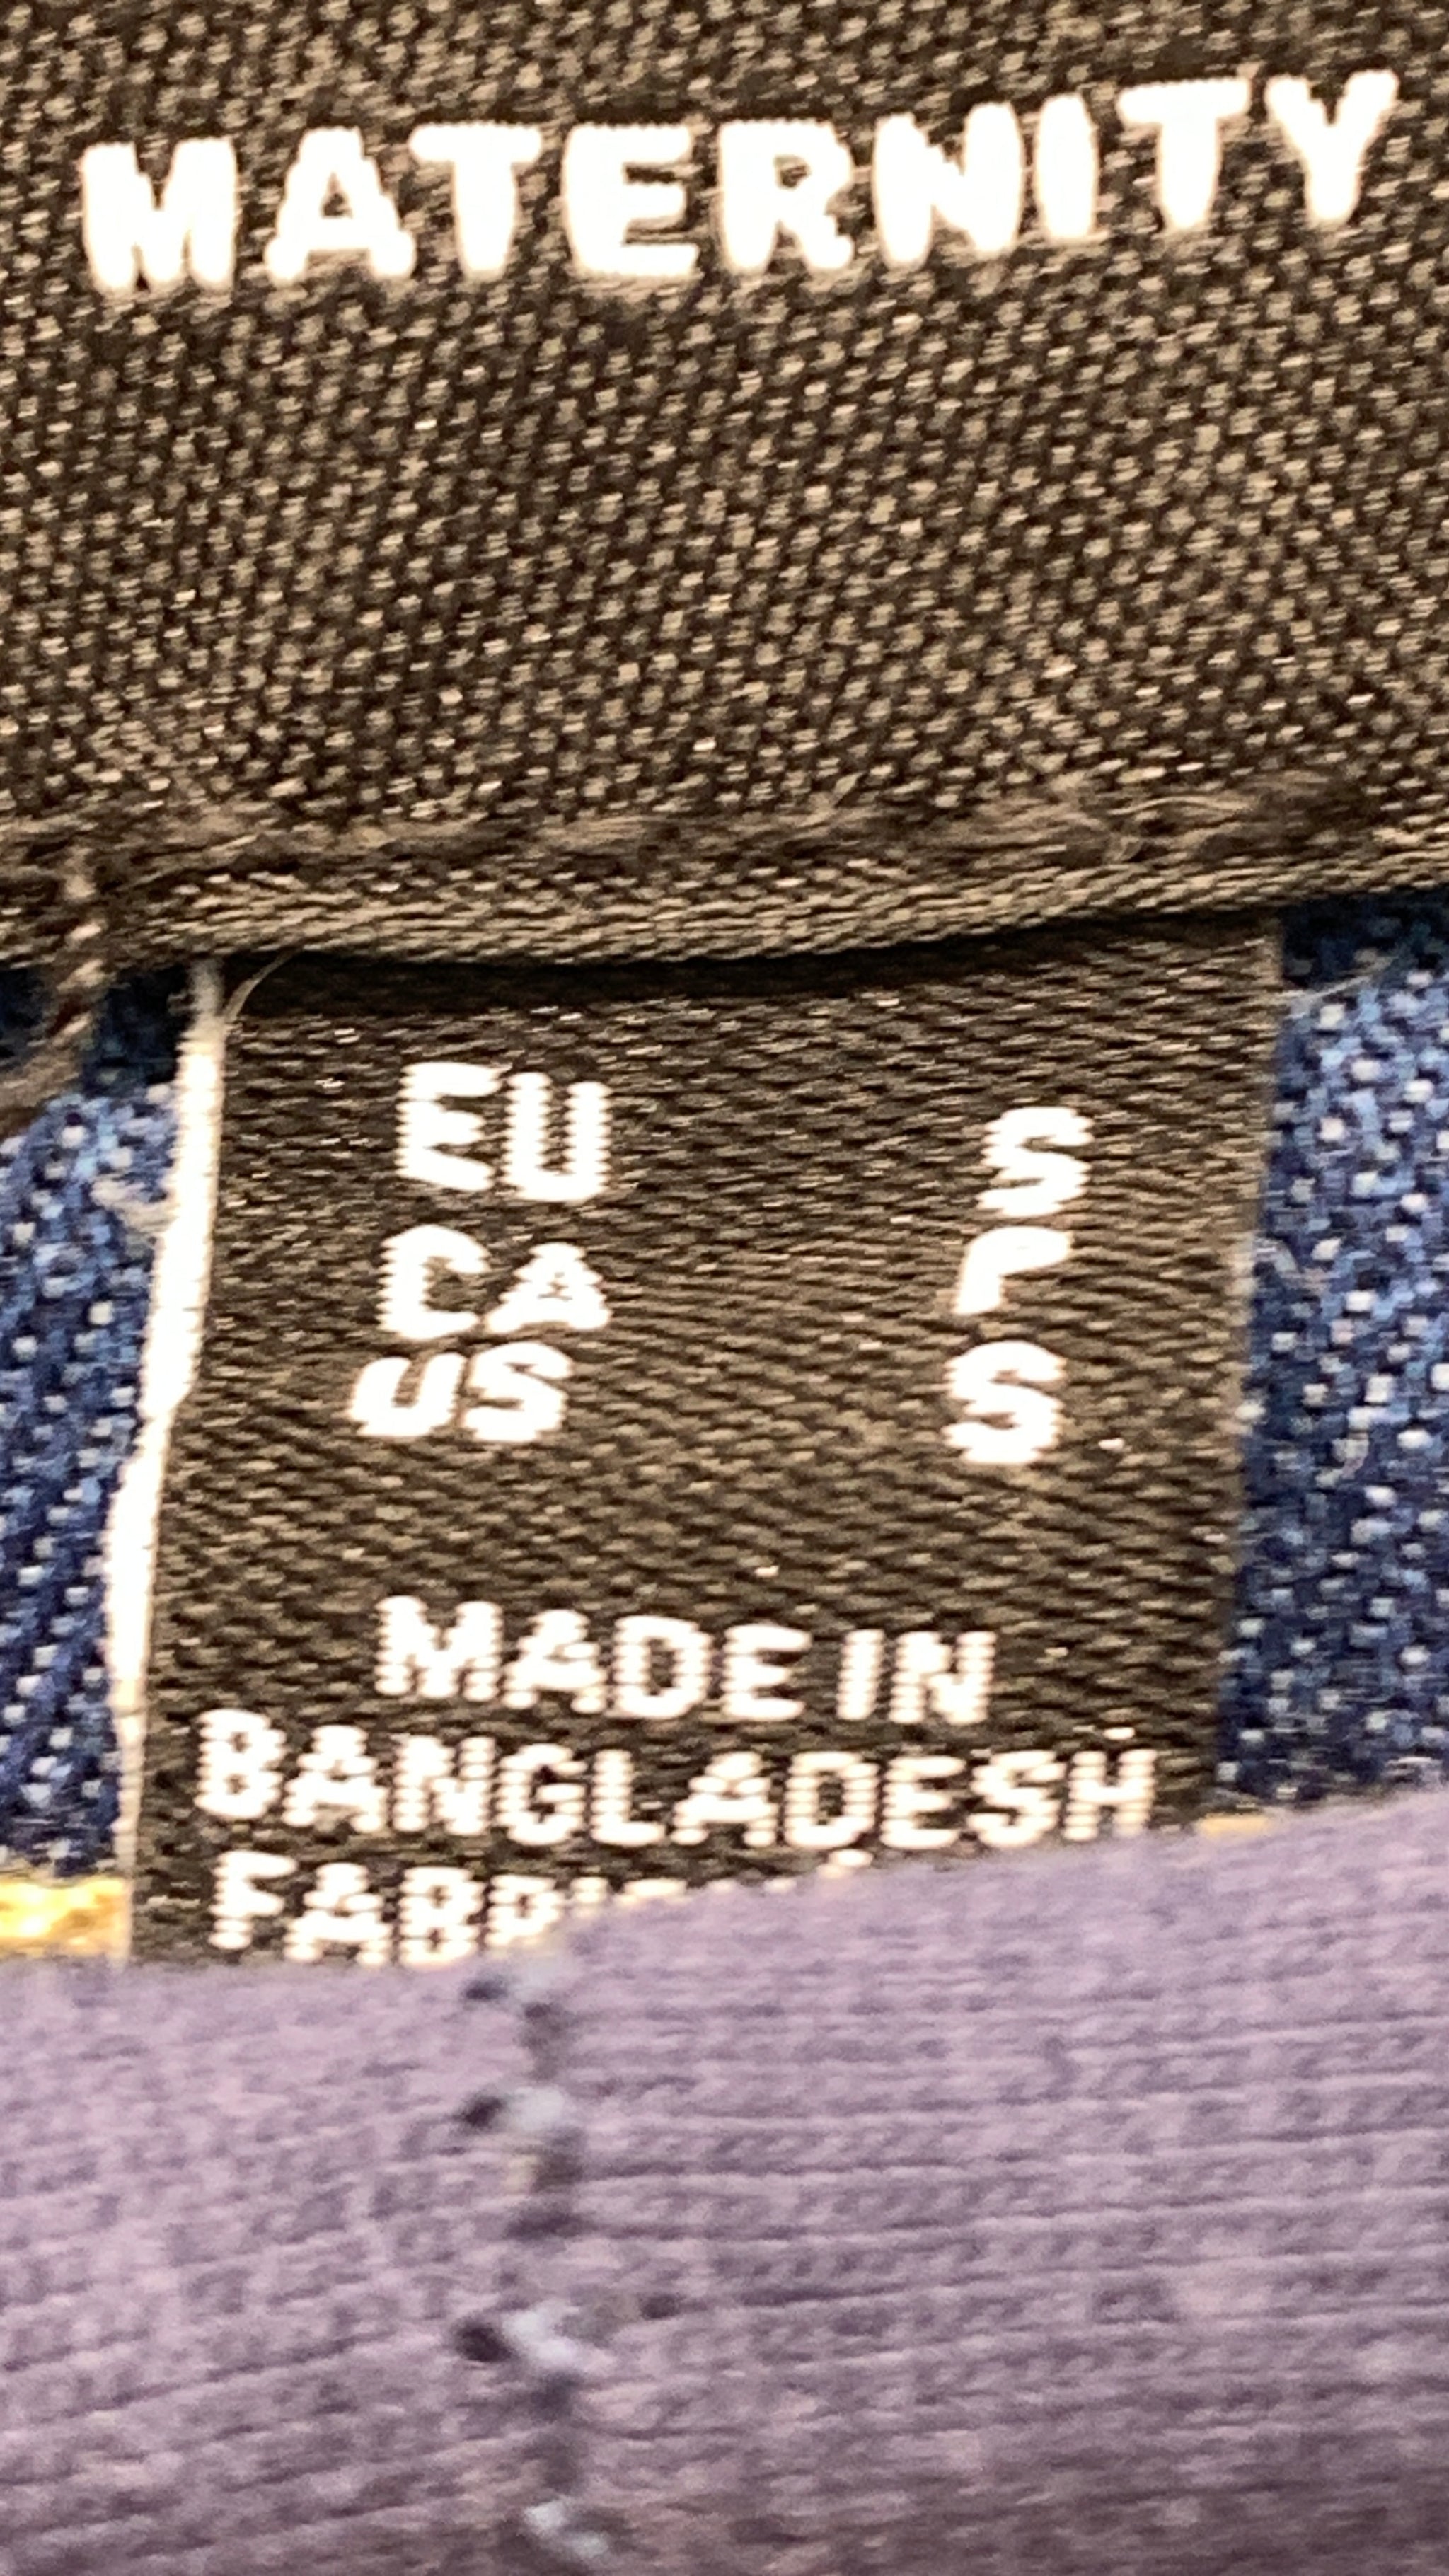 MATERNITY
EU S
CA P
US S
MADE IN
BANGLADESH